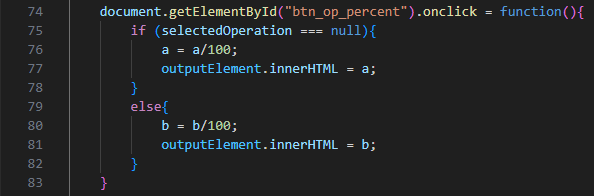 74 document.getElementById("btn_op_percent").onclick = function(){
75 if (selectedOperation === null){
76 a = a/100;
77 outputElement.innerHTML = a;
78 }
79 else{
80 b = b/100;
81 outputElement.innerHTML = b;
82 }
83 }